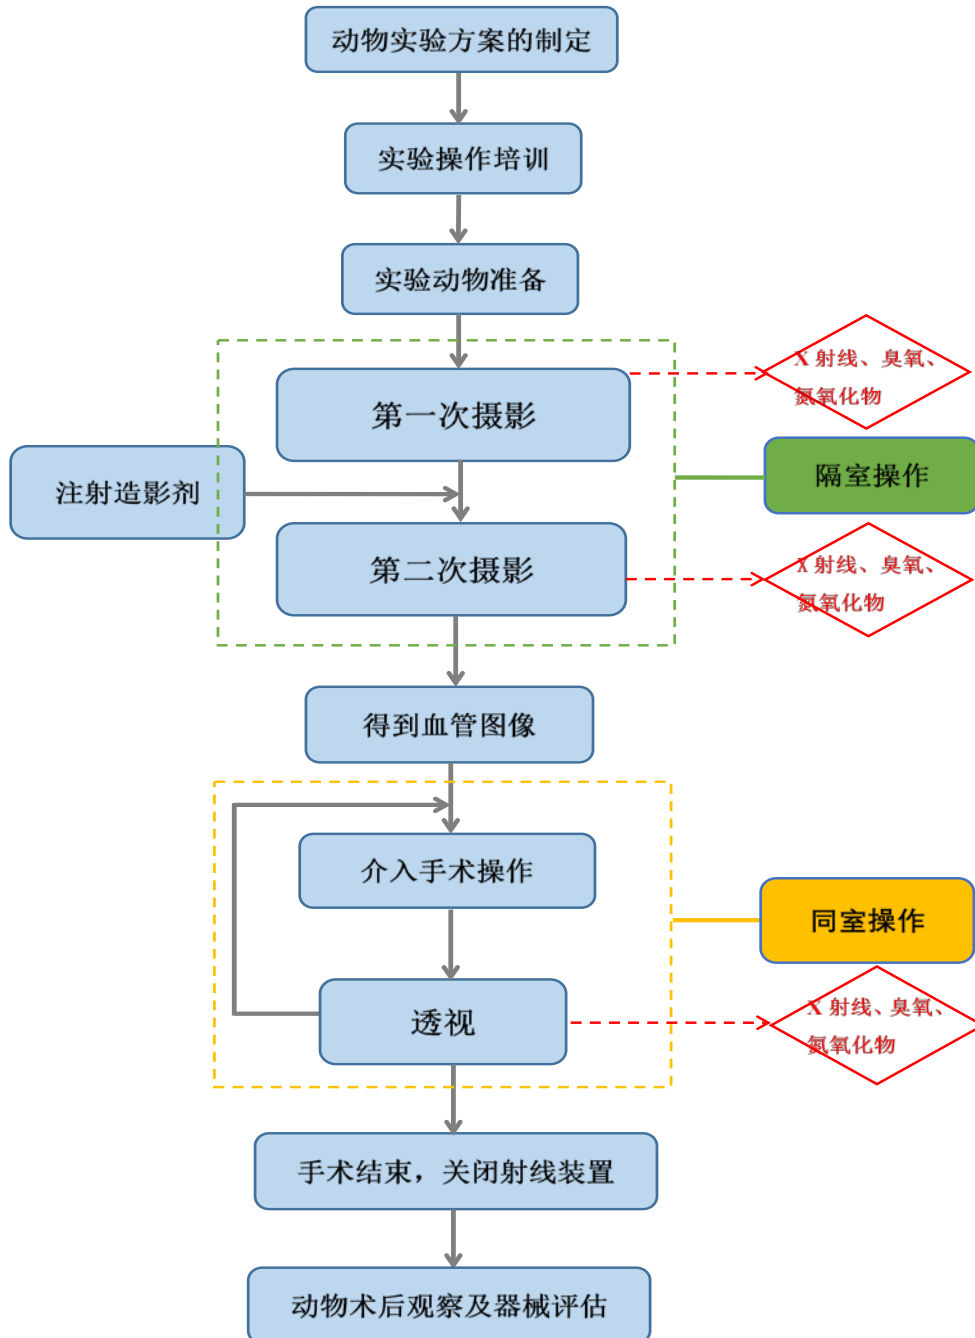 动物实验方案的制定
实验操作培训
实验动物准备
第一次摄影
X 射线、臭氧、
氮氧化物
注射造影剂
隔室操作
第二次摄影
X 射线、臭氧、
氮氧化物
得到血管图像
介入手术操作
同室操作
透视
X 射线、臭氧、
氮氧化物
手术结束，关闭射线装置
动物术后观察及器械评估